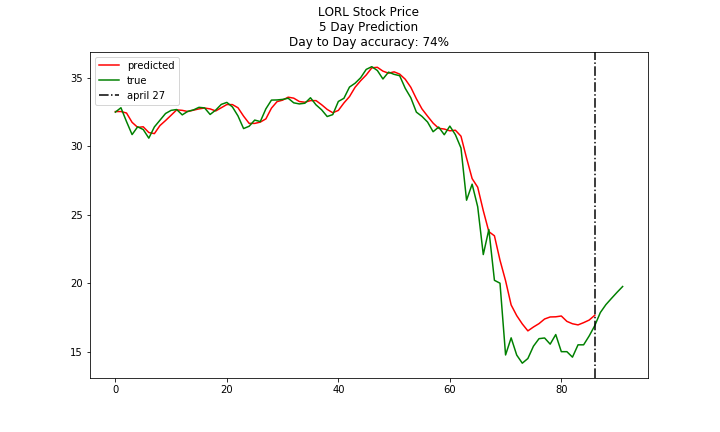 LORL Stock Price
5 Day Prediction
Day to Day accuracy: 74%
predicted
true
april 27
35
30
25
20
15
0 20 40 60 80